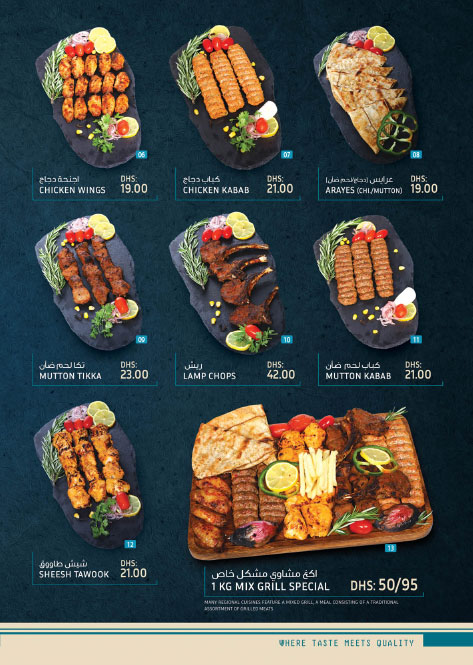 06
07
08
اجنحة دجاج
DHS:
CHICKEN WINGS
19.00
كباب دجاج
DHS:
CHICKEN KABAB
21.00
عرايس (دجاج/لحم ضأن)
DHS:
ARAYES (CHI./MUTTON)
19.00
09
10
11
تكا لحم ضأن
DHS:
MUTTON TIKKA
23.00
ريش
DHS:
LAMP CHOPS
42.00
كباب لحم ضأن
DHS:
MUTTON KABAB
21.00
12
13
شيش طاووق
DHS:
SHEESH TAWOOK
21.00
اكغ مشاوي مشكل خاص
1 KG MIX GRILL SPECIAL
DHS: 50/95
MANY REGIONAL CUISINES FEATURE A MIXED GRILL, A MEAL CONSISTING OF A TRADITIONAL
ASSORTMENT OF GRILLED MEATS
WHERE TASTE MEETS QUALITY